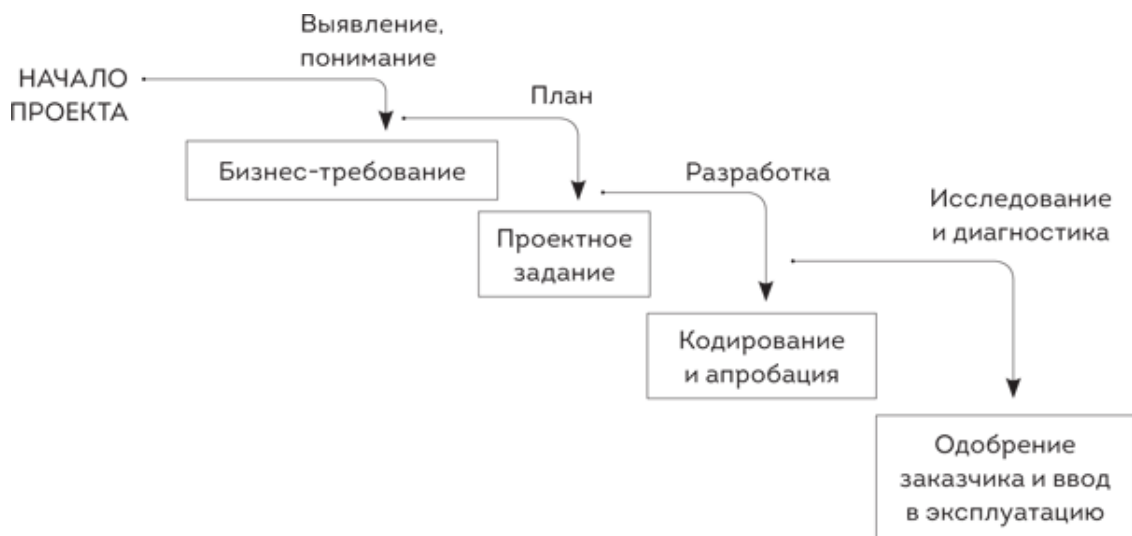 Выявление,
понимание
НАЧАЛО
ПРОЕКТА
План
Бизнес-требование
Разработка
Проектное
задание
Исследование
и диагностика
Кодирование
и апробация
Одобрение
заказчика и ввод
в эксплуатацию